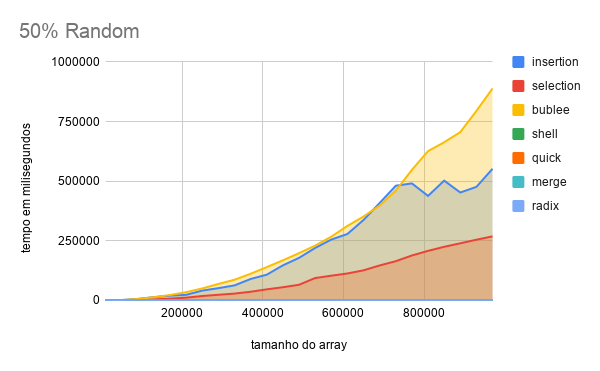 50% Random
tempo em milisegundos
1000000
750000
500000
250000
0
200000
400000
600000
800000
tamanho do array
insertion
selection
bublee
shell
quick
merge
radix